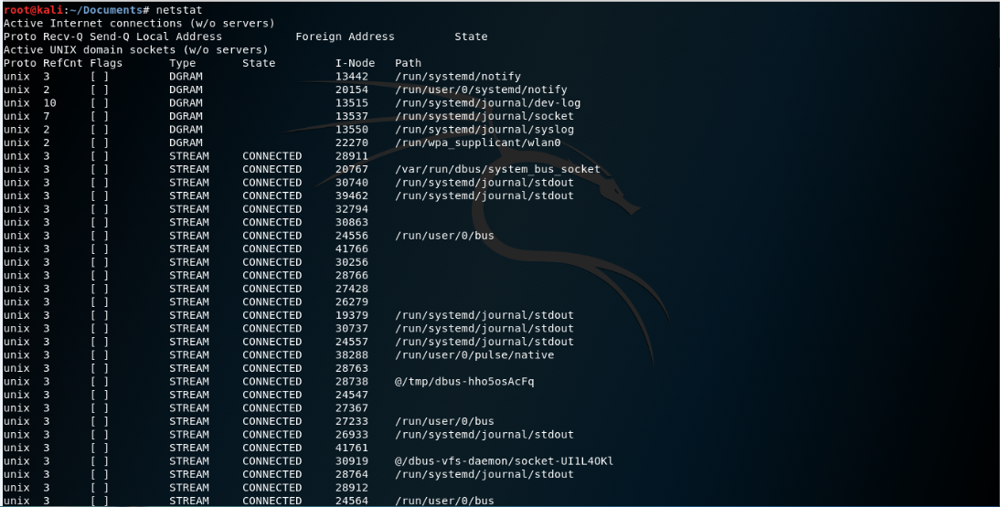 root@kali:~/Documents# netstat
Active Internet connections (w/o servers)
Proto Recv-Q Send-Q Local Address           Foreign Address         State
Active UNIX domain sockets (w/o servers)
Proto RefCnt Flags       Type       State         I-Node   Path
unix  3      [ ]         DGRAM                    13442    /run/systemd/notify
unix  2      [ ]         DGRAM                    20154    /run/user/0/systemd/notify
unix  10     [ ]         DGRAM                    13515    /run/systemd/journal/dev-log
unix  7      [ ]         DGRAM                    13537    /run/systemd/journal/socket
unix  2      [ ]         DGRAM                    13550    /run/systemd/journal/syslog
unix  2      [ ]         DGRAM                    22270    /run/wpa_supplicant/wlan0
unix  3      [ ]         STREAM     CONNECTED     28911
unix  3      [ ]         STREAM     CONNECTED     20767    /var/run/dbus/system_bus_socket
unix  3      [ ]         STREAM     CONNECTED     30740    /run/systemd/journal/stdout
unix  3      [ ]         STREAM     CONNECTED     39462    /run/systemd/journal/stdout
unix  3      [ ]         STREAM     CONNECTED     32794
unix  3      [ ]         STREAM     CONNECTED     30863
unix  3      [ ]         STREAM     CONNECTED     24556    /run/user/0/bus
unix  3      [ ]         STREAM     CONNECTED     41766
unix  3      [ ]         STREAM     CONNECTED     30256
unix  3      [ ]         STREAM     CONNECTED     28766
unix  3      [ ]         STREAM     CONNECTED     27428
unix  3      [ ]         STREAM     CONNECTED     26279
unix  3      [ ]         STREAM     CONNECTED     19379    /run/systemd/journal/stdout
unix  3      [ ]         STREAM     CONNECTED     30737    /run/systemd/journal/stdout
unix  3      [ ]         STREAM     CONNECTED     24557    /run/systemd/journal/stdout
unix  3      [ ]         STREAM     CONNECTED     38288    /run/user/0/pulse/native
unix  3      [ ]         STREAM     CONNECTED     28763
unix  3      [ ]         STREAM     CONNECTED     28738    @/tmp/dbus-hho5osAcFq
unix  3      [ ]         STREAM     CONNECTED     24547
unix  3      [ ]         STREAM     CONNECTED     27367
unix  3      [ ]         STREAM     CONNECTED     27233    /run/user/0/bus
unix  3      [ ]         STREAM     CONNECTED     26933    /run/systemd/journal/stdout
unix  3      [ ]         STREAM     CONNECTED     41761
unix  3      [ ]         STREAM     CONNECTED     30919    @/dbus-vfs-daemon/socket-UI1L4OKl
unix  3      [ ]         STREAM     CONNECTED     28764    /run/systemd/journal/stdout
unix  3      [ ]         STREAM     CONNECTED     28912
unix  3      [ ]         STREAM     CONNECTED     24564    /run/user/0/bus